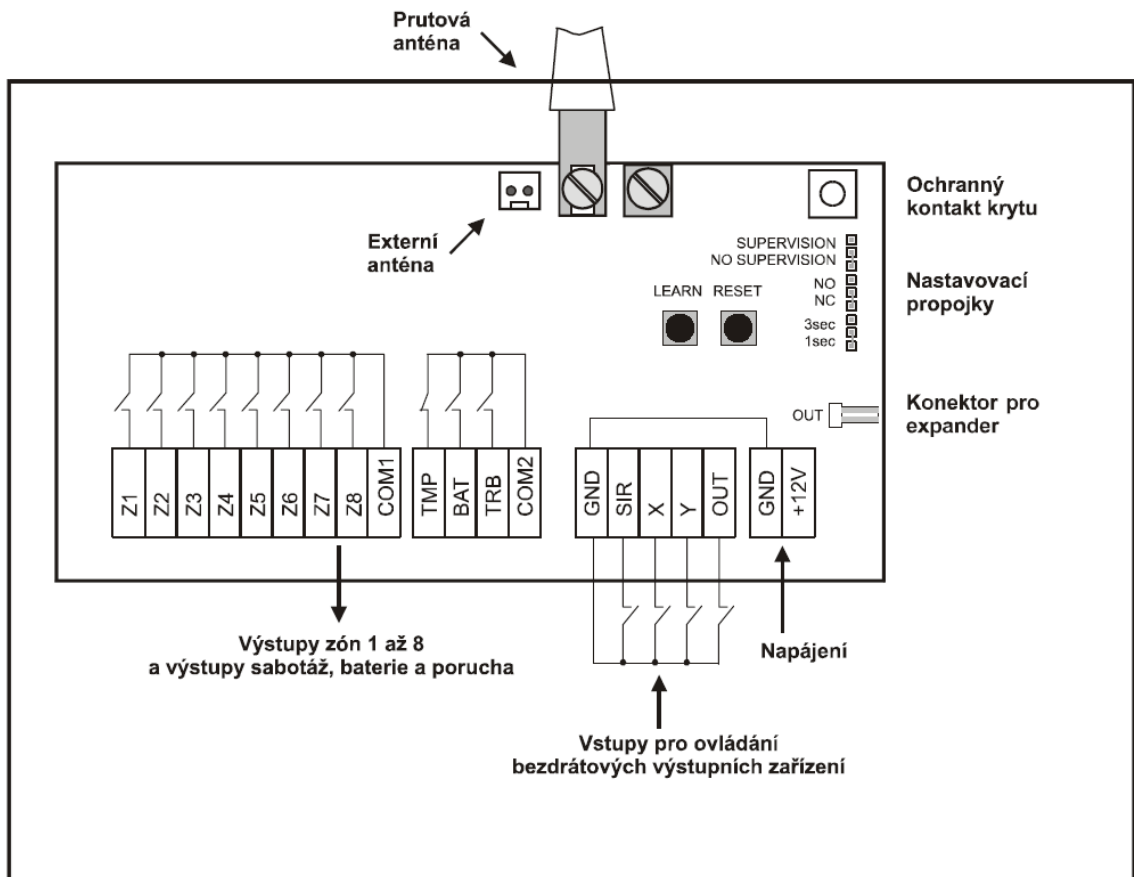 Prutová
anténa
Ochranný
kontakt krytu
Externí
anténa
SUPERVISION
NO SUPERVISION
Nastavovací
propojky
NO
NC
LEARN RESET
3sec
1sec
Konektor pro
expander
OUT
Z1
Z2
Z3
Z4
Z5
Z6
Z7
Z8
COM1
TMP
BAT
TRB
COM2
GND
SIR
X
Y
OUT
GND
+12V
Výstupy zón 1 až 8
a výstupy sabotáž, baterie a porucha
Napájení
Vstupy pro ovládání
bezdrátových výstupních zařízení